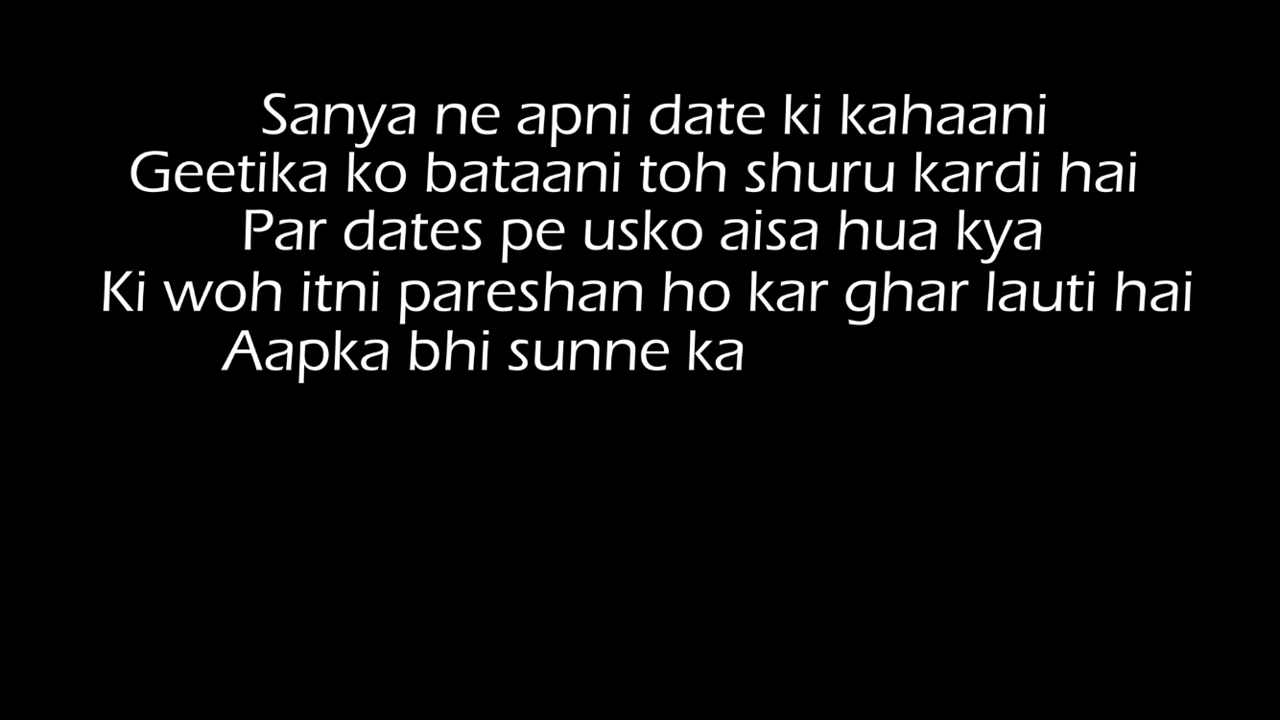 Sanya ne apni date ki kahaani
Geetika ko bataani toh shuru kardi hai
Par dates pe usko aisa hua kya
Ki woh itni pareshan ho kar ghar lauti hai
Aapka bhi sunne ka